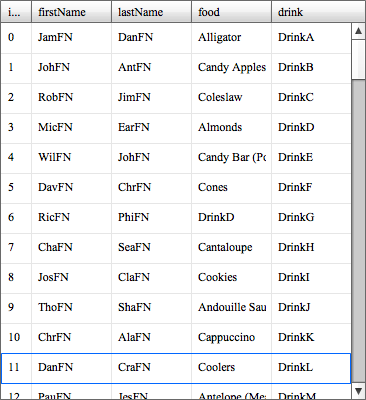 i... firstName lastName food drink
0 JamFN DanFN Alligator DrinkA
1 JohFN AntFN Candy Apples DrinkB
2 RobFN JimFN Coleslaw DrinkC
3 MicFN EarFN Almonds DrinkD
4 WilFN JohFN Candy Bar (Po DrinkE
5 DavFN ChrFN Cones DrinkF
6 RicFN PhiFN DrinkD DrinkG
7 ChaFN SeaFN Cantaloupe DrinkH
8 JosFN ClaFN Cookies DrinkI
9 ThoFN ShaFN Andouille Sau DrinkJ
10 ChrFN AlaFN Cappuccino DrinkK
11 DanFN CraFN Coolers DrinkL
12 PauFN JesFN Antelope (Mea DrinkM